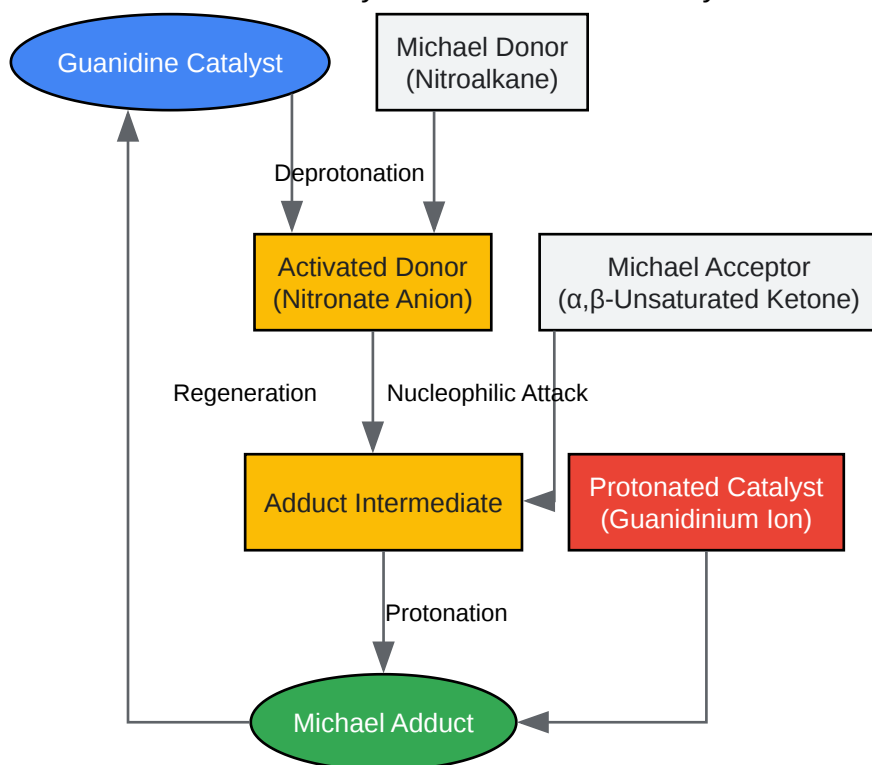 Guanidine Catalyst
Michael Donor
(Nitroalkane)
Deprotonation
Activated Donor
(Nitronate Anion)
Michael Acceptor
(α,β-Unsaturated Ketone)
Regeneration
Nucleophilic Attack
Adduct Intermediate
Protonated Catalyst
(Guanidinium Ion)
Protonation
Michael Adduct